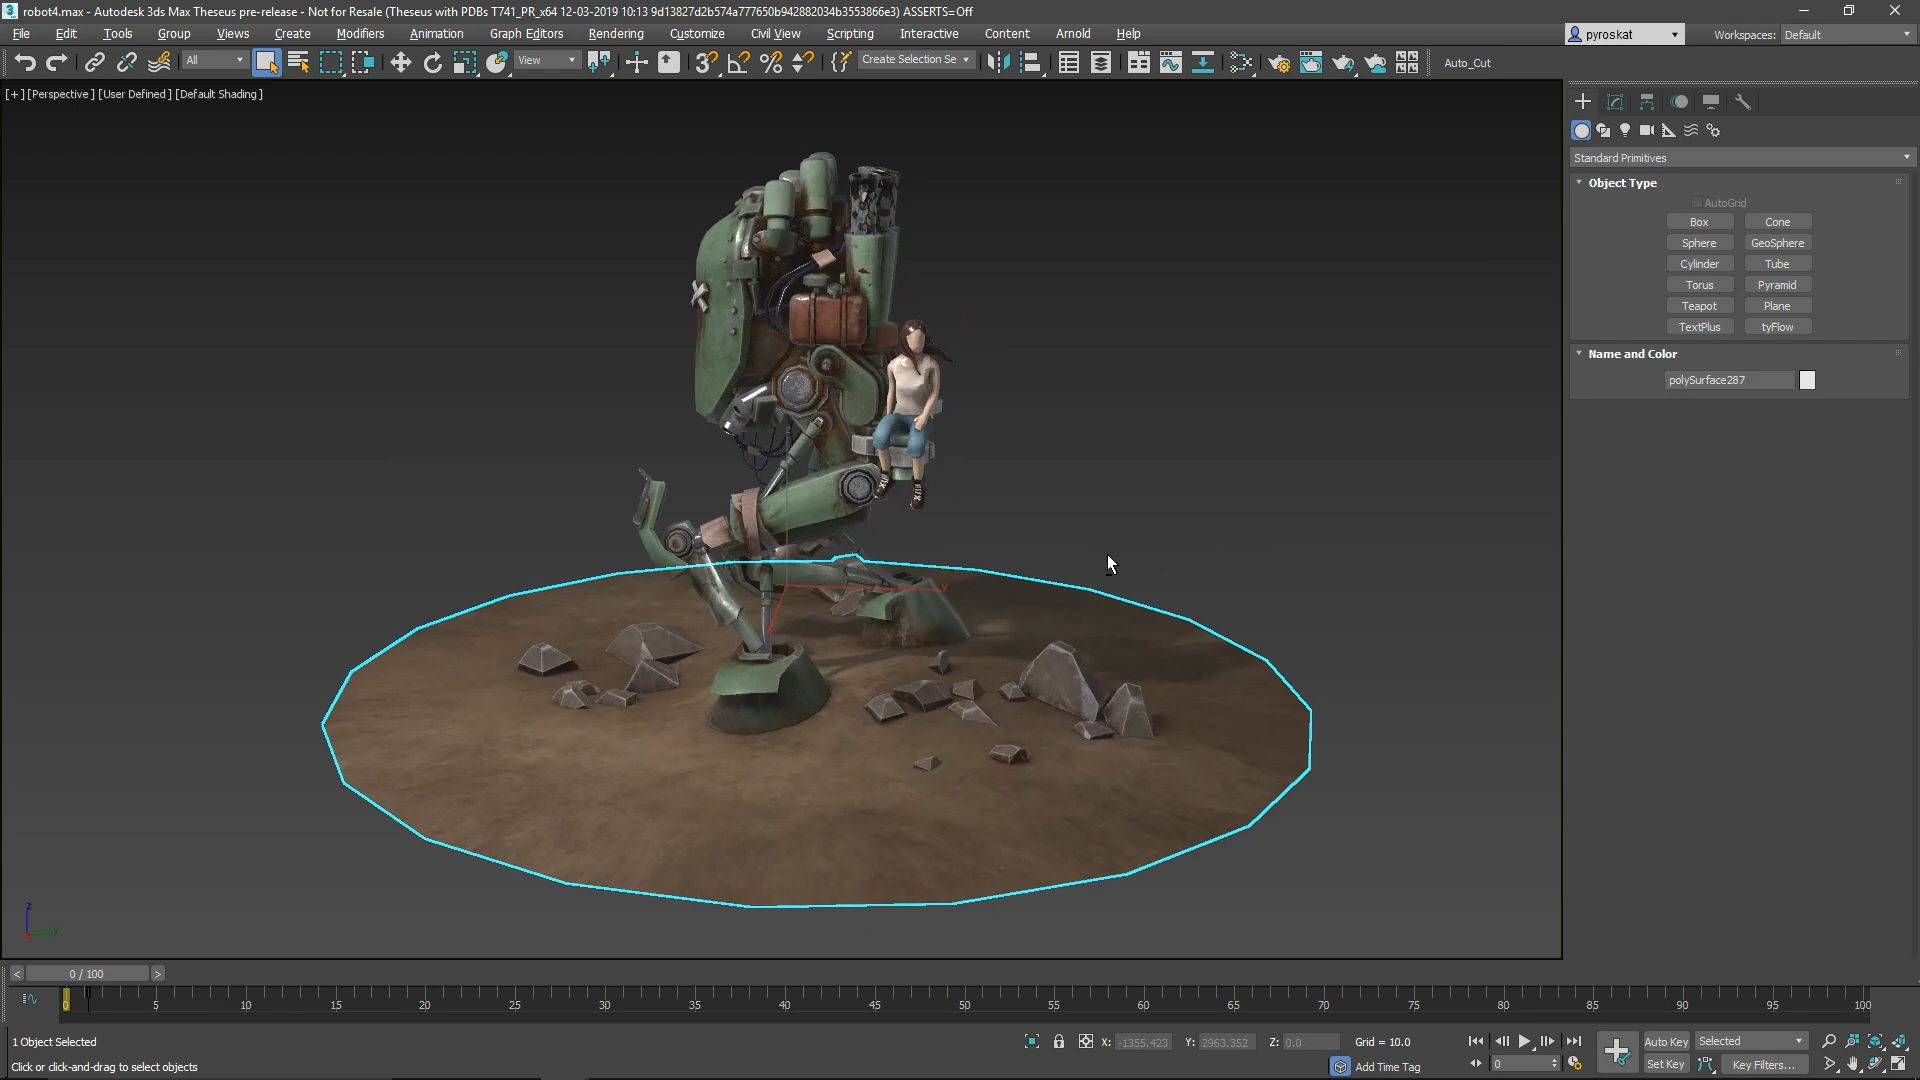 robot4.max - Autodesk 3ds Max Theseus pre-release - Not for Resale (Theseus with PDBs T741_PR_x64 12-03-2019 10:13 9d13827d2b574a777650b942882034b3553866e3) ASSERTS=Off
File Edit Tools Group Views Create Modifiers Animation Graph Editors Rendering Customize Civil View Scripting Interactive Content Arnold Help
pyroskat
Workspaces: Default
All View Create Selection Se Auto_Cut
[+] [Perspective ] [User Defined ] [Default Shading ]
Standard Primitives
Object Type
AutoGrid
Box Cone
Sphere GeoSphere
Cylinder Tube
Torus Pyramid
Teapot Plane
TextPlus tyFlow
Name and Color
polySurface287
y
z
y
x
< 0 / 100 >
0 5 10 15 20 25 30 35 40 45 50 55 60 65 70 75 80 85 90 95 100
1 Object Selected
X: -1355.423 Y: 2963.352 Z: 0.0 Grid = 10.0
Auto Key Selected
Click or click-and-drag to select objects
Add Time Tag
0
Set Key Key Filters...